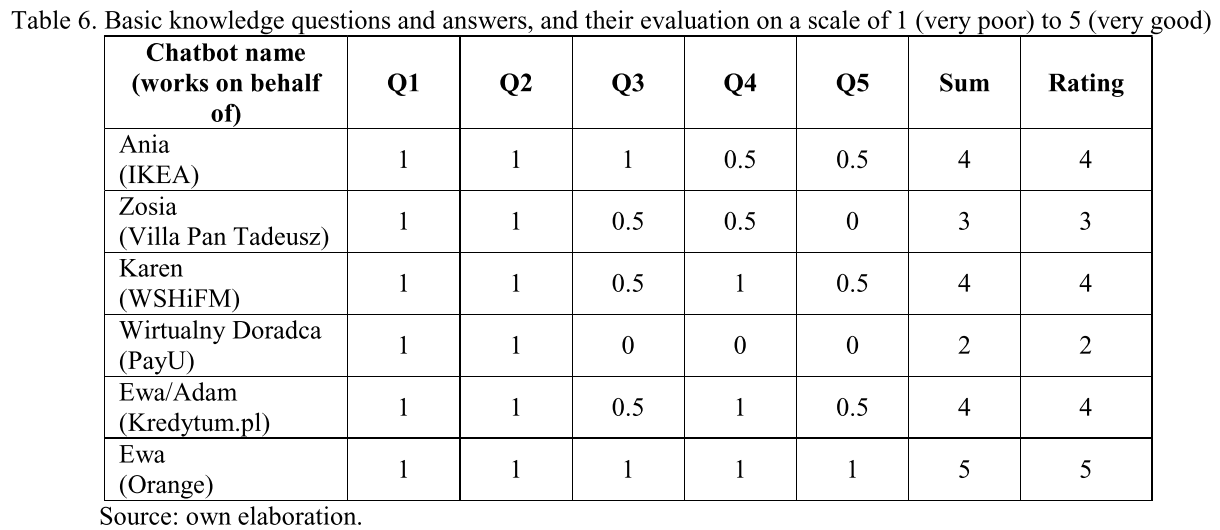 Table 6. Basic knowledge questions and answers, and their evaluation on a scale of 1 (very poor) to 5 (very good)
Chatbot name (works on behalf of) Q1 Q2 Q3 Q4 Q5 Sum Rating
Ania (IKEA) 1 1 1 0.5 0.5 4 4
Zosia (Villa Pan Tadeusz) 1 1 0.5 0.5 0 3 3
Karen (WSHiFM) 1 1 0.5 1 0.5 4 4
Wirtualny Doradca (PayU) 1 1 0 0 0 2 2
Ewa/Adam (Kredytum.pl) 1 1 0.5 1 0.5 4 4
Ewa (Orange) 1 1 1 1 1 5 5
Source: own elaboration.